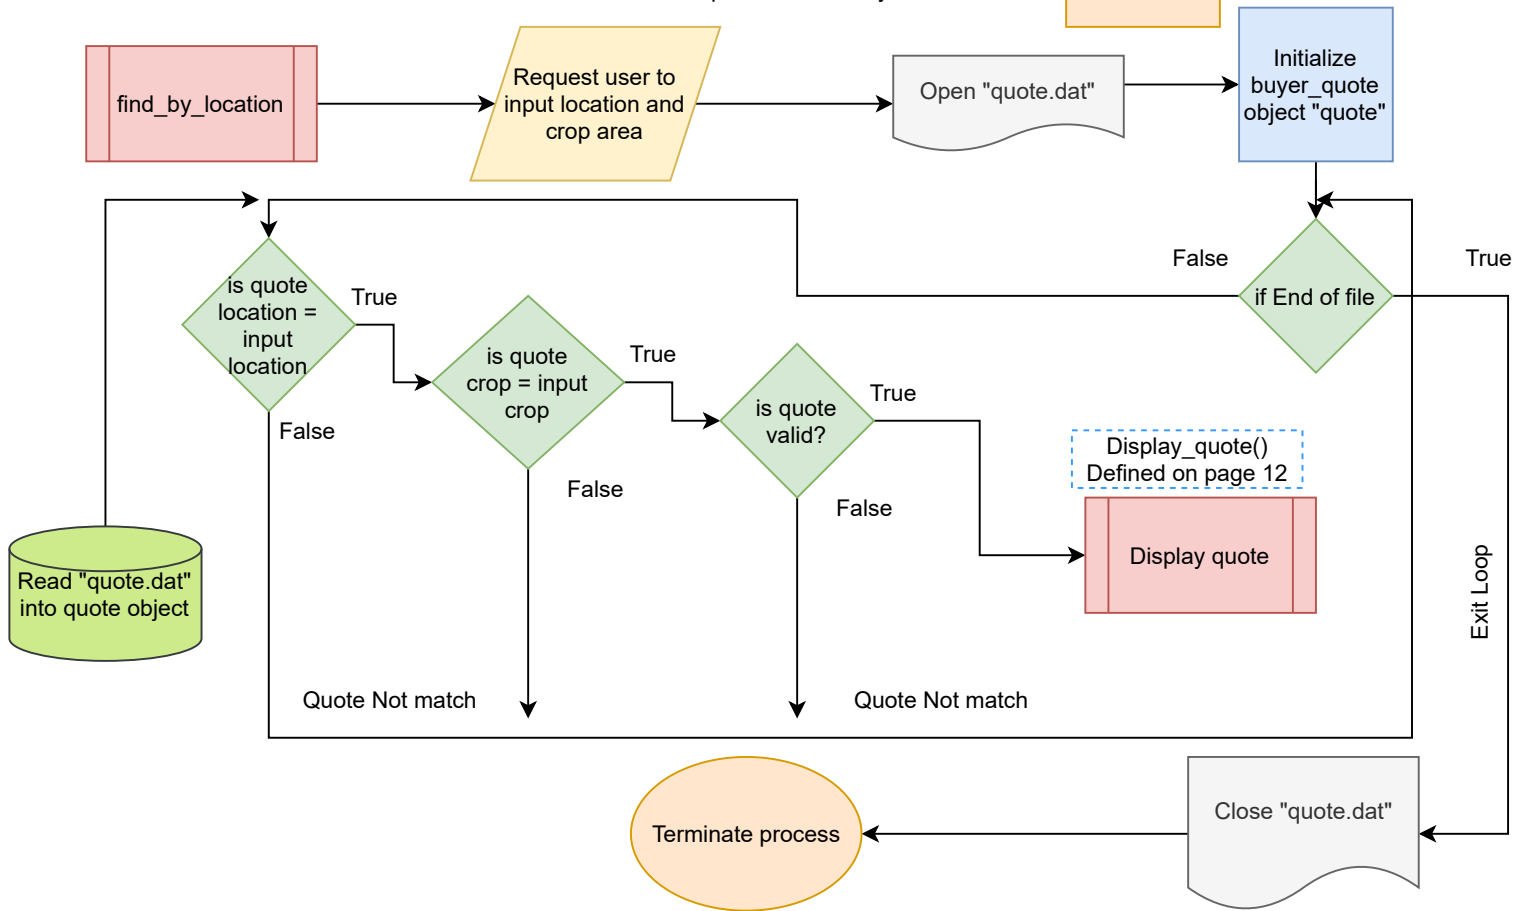 find_by_location
Request user to
input location and
crop area
Open "quote.dat"
Initialize
buyer_quote
object "quote"
False
True
if End of file
is quote
location =
input
location
True
False
is quote
crop = input
crop
True
False
is quote
valid?
True
False
Display_quote()
Defined on page 12
Display quote
Exit Loop
Read "quote.dat"
into quote object
Quote Not match
Quote Not match
Close "quote.dat"
Terminate process